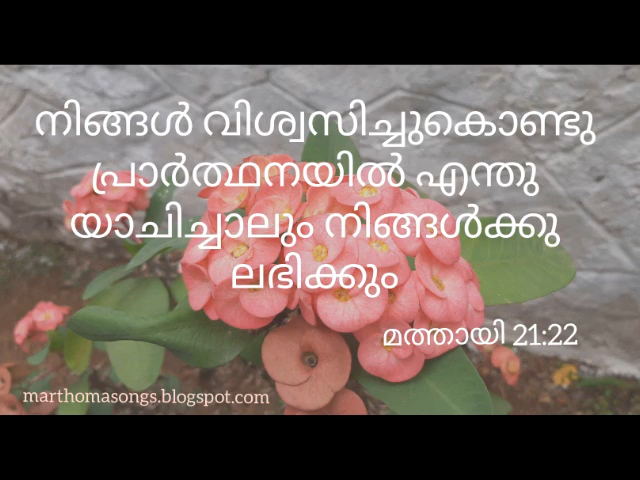 നിങ്ങൾ വിശ്വസിച്ചുകൊണ്ടു
പ്രാർത്ഥനയിൽ എന്തു
യാചിച്ചാലും നിങ്ങൾക്കു
ലഭിക്കും
മത്തായി 21:22
marthomasongs.blogspot.com